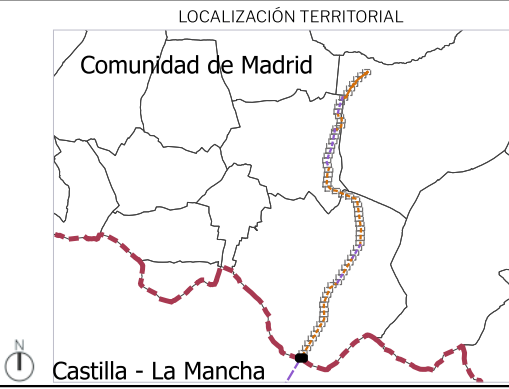 LOCALIZACIÓN TERRITORIAL
Comunidad de Madrid
N
Castilla - La Mancha